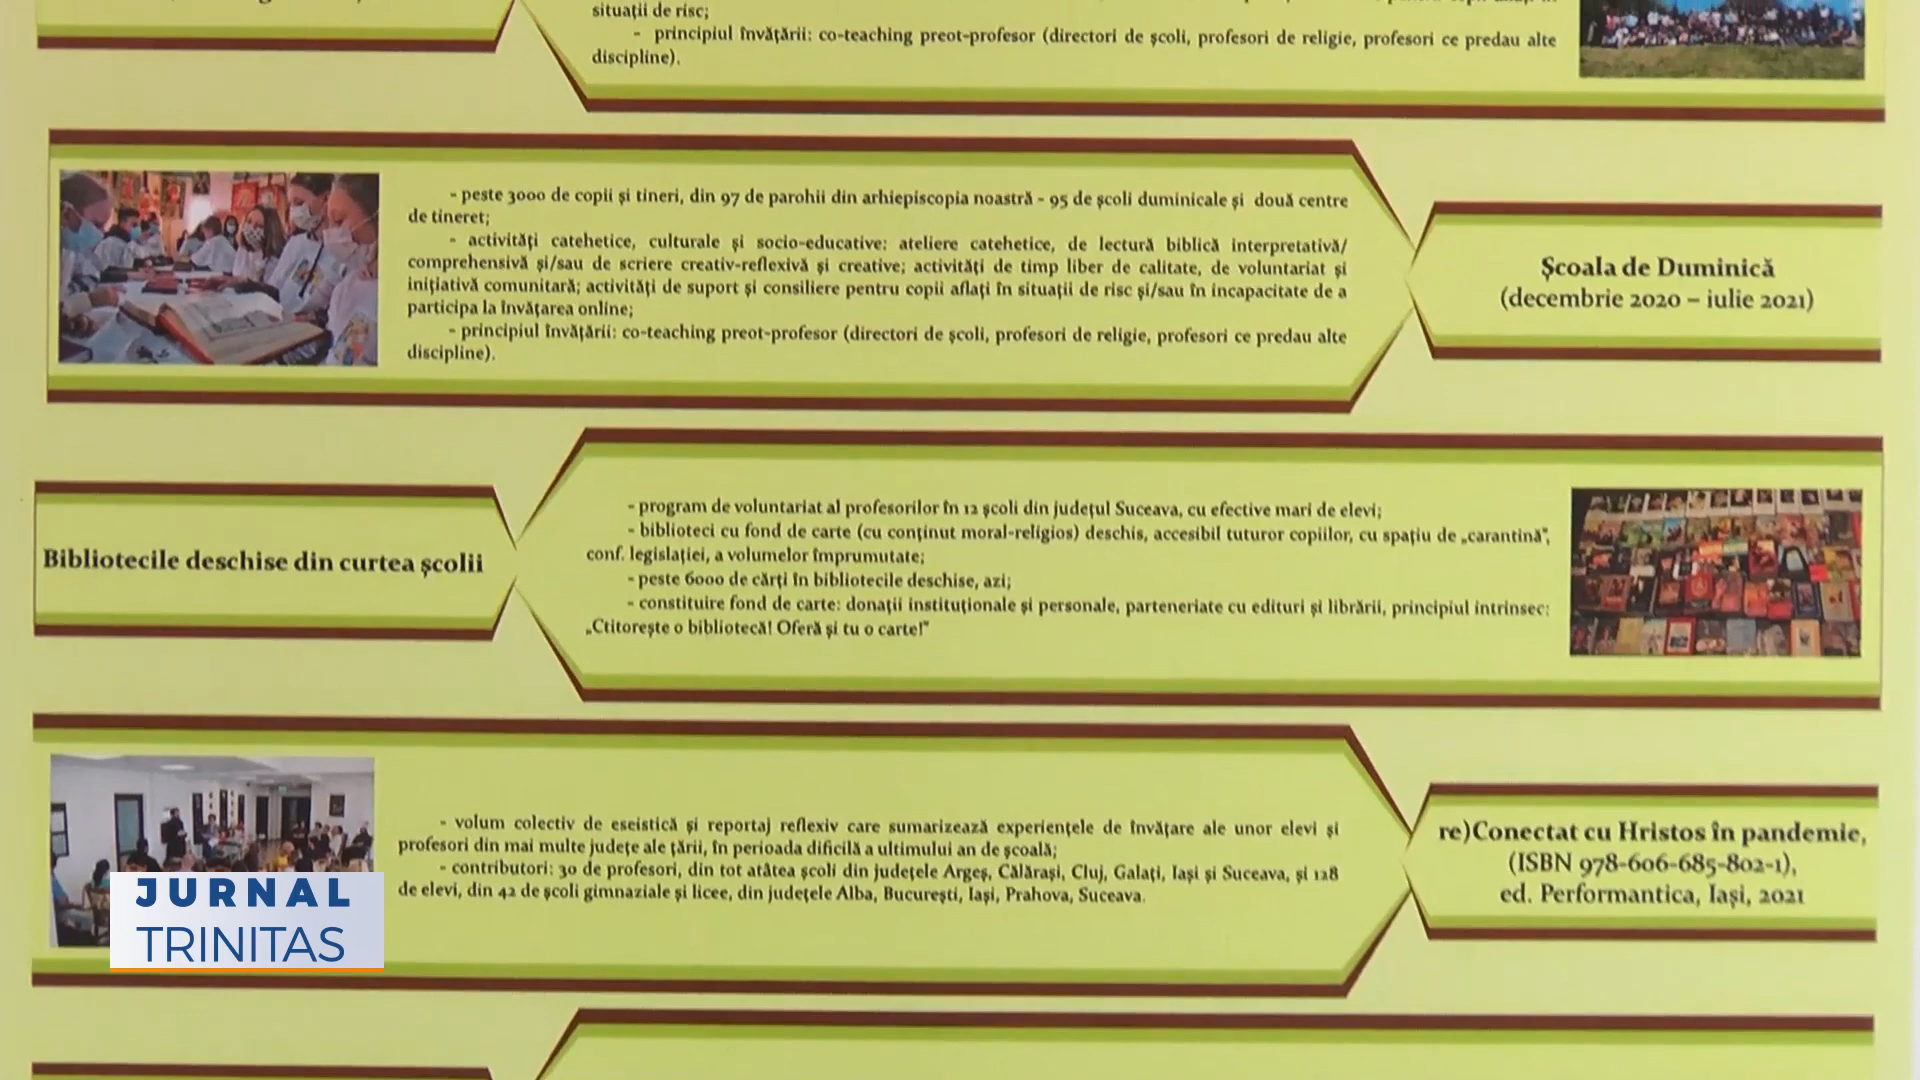 situații de risc;
- principiul învățării: co-teaching preot-profesor (directori de școli, profesori de religie, profesori ce predau alte
discipline).
- peste 3000 de copii și tineri, din 97 de parohii din arhiepiscopia noastră - 95 de școli duminicale și două centre
de tineret;
- activități catehetice, culturale și socio-educative: ateliere catehetice, de lectură biblică interpretativă/
comprehensivă și/sau de scriere creativ-reflexivă și creative; activități de timp liber de calitate, de voluntariat și
inițiativă comunitară; activități de suport și consiliere pentru copii aflați în situații de risc și/sau în incapacitate de a
participa la învățarea online;
- principiul învățării: co-teaching preot-profesor (directori de școli, profesori de religie, profesori ce predau alte
discipline).
Școala de Duminică
(decembrie 2020 – iulie 2021)
Bibliotecile deschise din curtea școlii
- program de voluntariat al profesorilor în 12 școli din județul Suceava, cu efective mari de elevi;
- biblioteci cu fond de carte (cu conținut moral-religios) deschis, accesibil tuturor copiilor, cu spațiu de „carantină”,
conf. legislației, a volumelor împrumutate;
- peste 6000 de cărți în bibliotecile deschise, azi;
- constituire fond de carte: donații instituționale și personale, parteneriate cu edituri și librării, principiul intrinsec:
„Ctitorește o bibliotecă! Oferă și tu o carte!”
- volum colectiv de eseistică și reportaj reflexiv care sumarizează experiențele de învățare ale unor elevi și
profesori din mai multe județe ale țării, în perioada dificilă a ultimului an de școală;
- contributori: 30 de profesori, din tot atâtea școli din județele Argeș, Călărași, Cluj, Galați, Iași și Suceava, și 128
de elevi, din 42 de școli gimnaziale și licee, din județele Alba, București, Iași, Prahova, Suceava.
re)Conectat cu Hristos în pandemie,
(ISBN 978-606-685-802-1),
ed. Performantica, Iași, 2021
JURNAL
TRINITAS